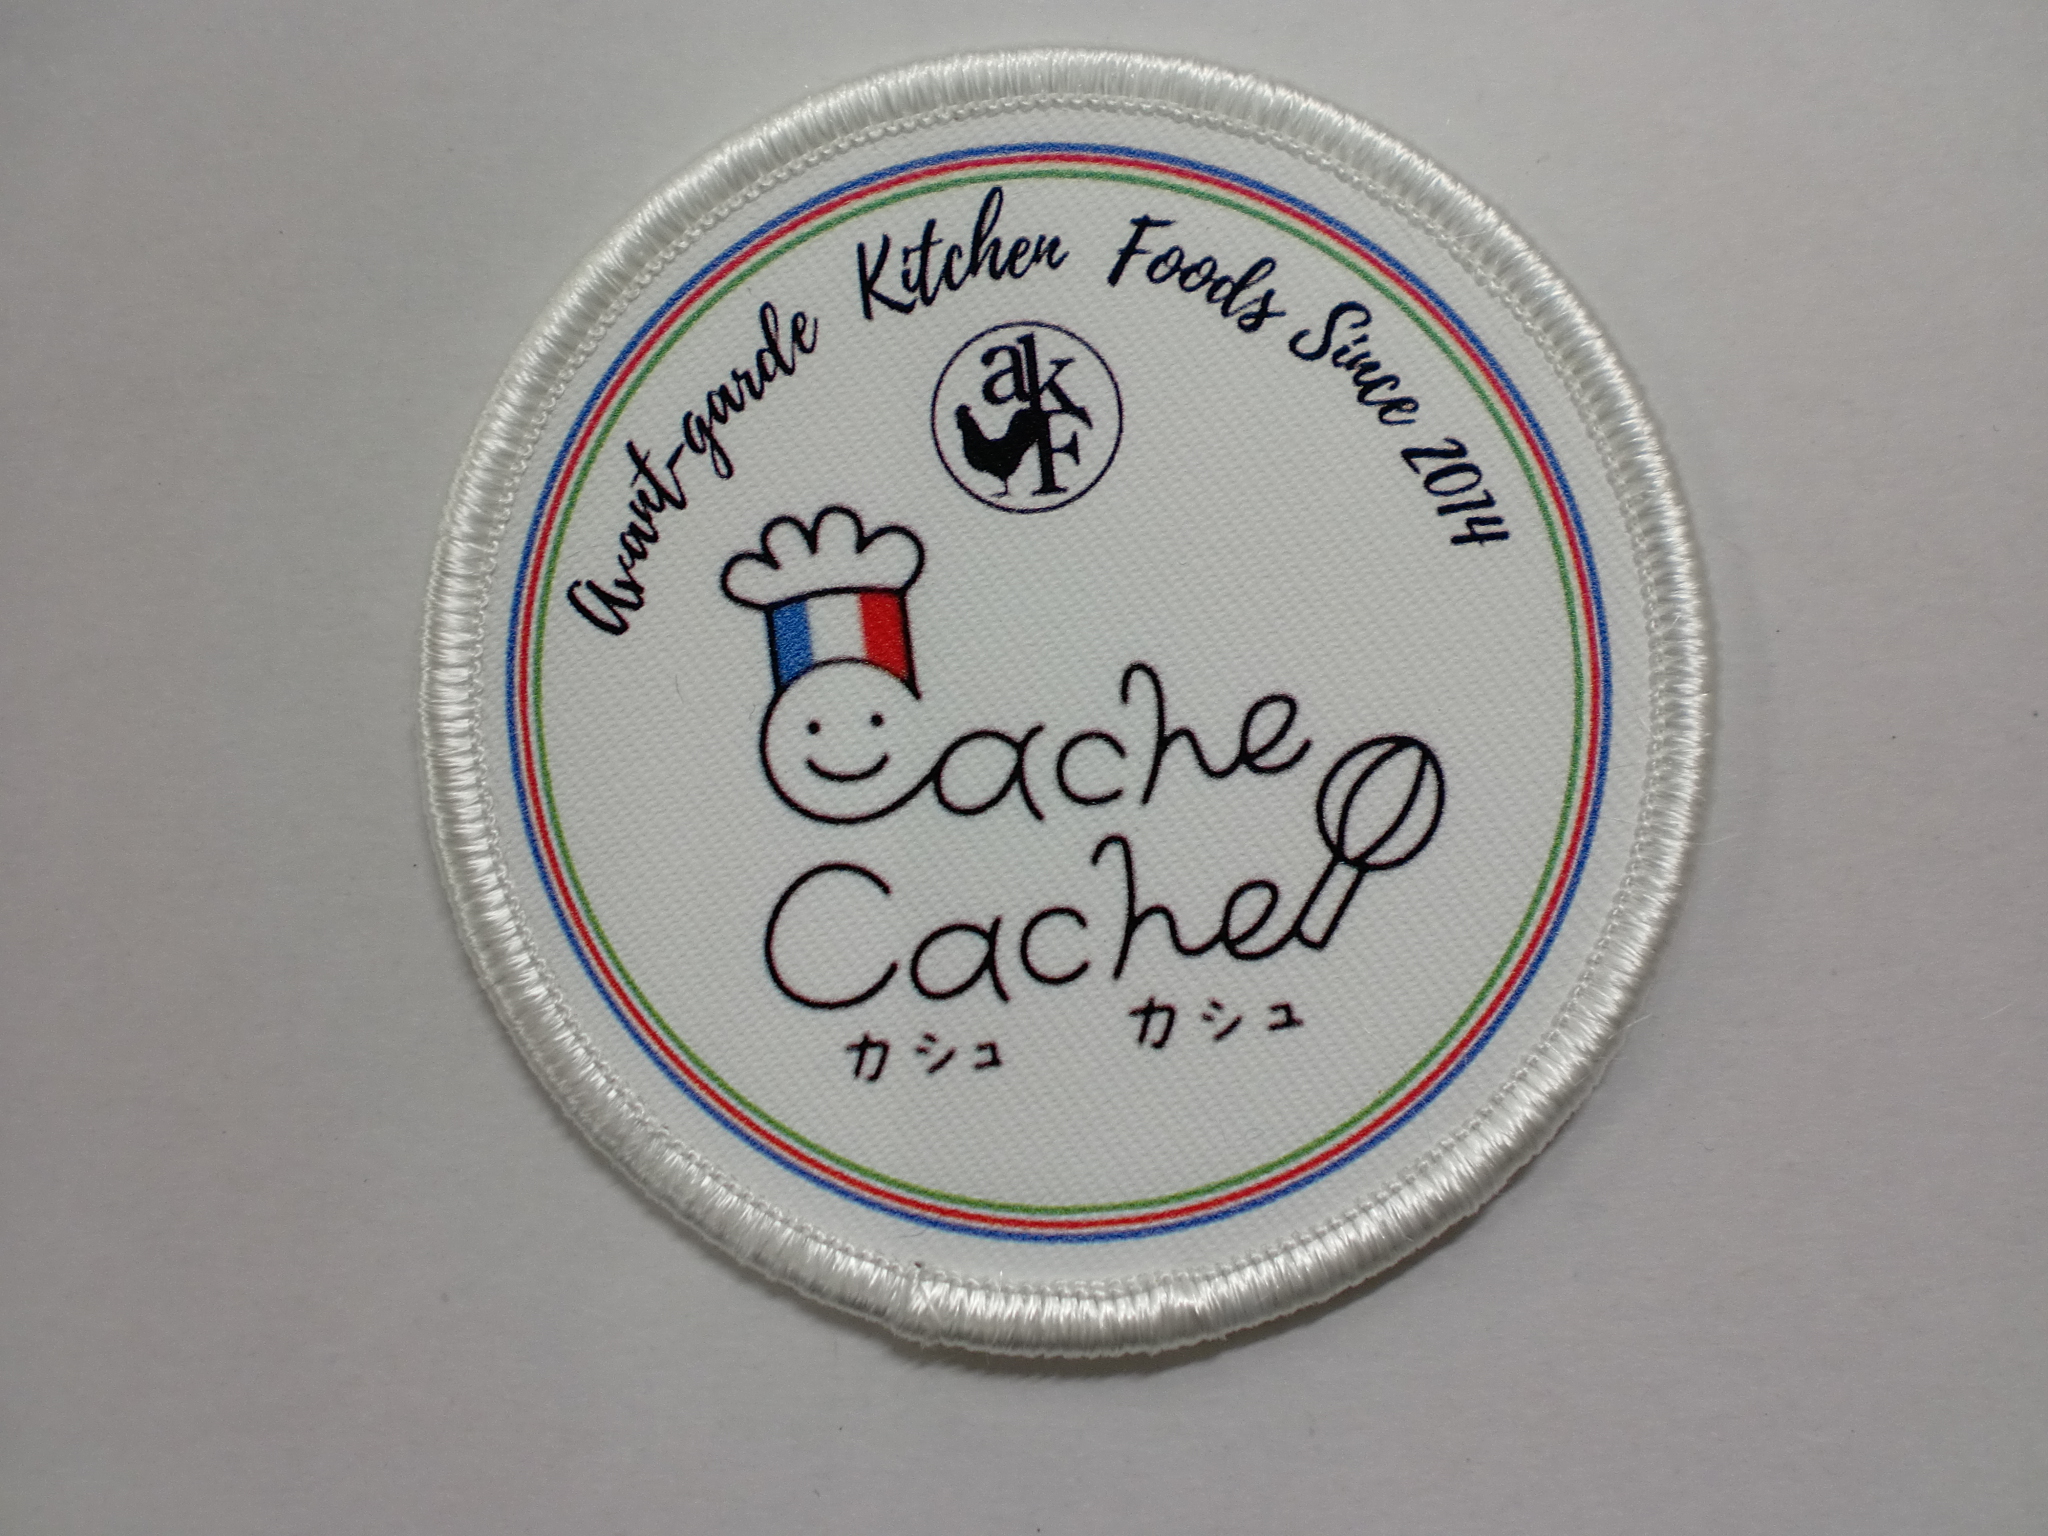 Avant-garde Kitchen Foods Since 2014
akF
Cache
Cache
カシュ カシュ